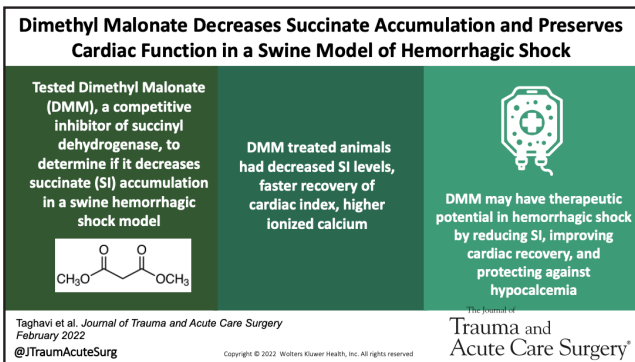 Dimethyl Malonate Decreases Succinate Accumulation and Preserves
Cardiac Function in a Swine Model of Hemorrhagic Shock
Tested Dimethyl Malonate
(DMM), a competitive
inhibitor of succinyl
dehydrogenase, to
determine if it decreases
succinate (SI) accumulation
in a swine hemorrhagic
shock model
O O
CH3O OCH3
DMM treated animals
had decreased SI levels,
faster recovery of
cardiac index, higher
ionized calcium
DMM may have therapeutic
potential in hemorrhagic shock
by reducing SI, improving
cardiac recovery, and
protecting against
hypocalcemia
Taghavi et al. Journal of Trauma and Acute Care Surgery
February 2022
@JTraumAcuteSurg
Copyright © 2022 Wolters Kluwer Health, Inc. All rights reserved
The Journal of
Trauma and
Acute Care Surgery®